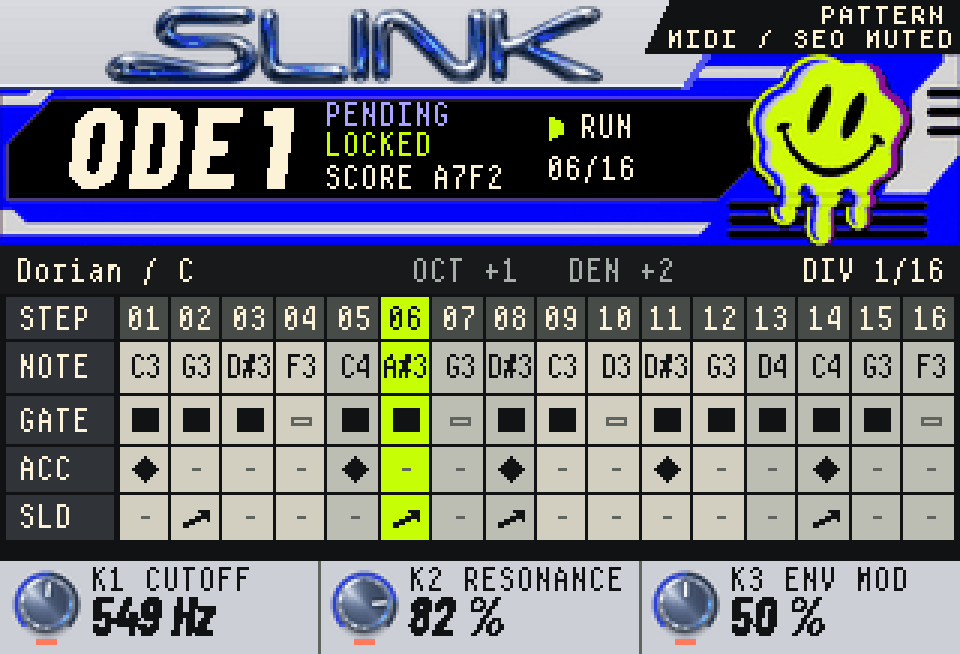 SLINK
PATTERN
MIDI / SEQ MUTED
ODE1
PENDING
LOCKED
SCORE A7F2
RUN
06/16
Dorian / C OCT +1 DEN +2 DIV 1/16
STEP 01 02 03 04 05 06 07 08 09 10 11 12 13 14 15 16
NOTE C3 G3 D#3 F3 C4 A#3 G3 D#3 C3 D3 D#3 G3 D4 C4 G3 F3
GATE
ACC - - - - - - - - - - -
SLD - - - - - - - - - - - -
K1 CUTOFF
549 Hz
K2 RESONANCE
82 %
K3 ENV MOD
50 %